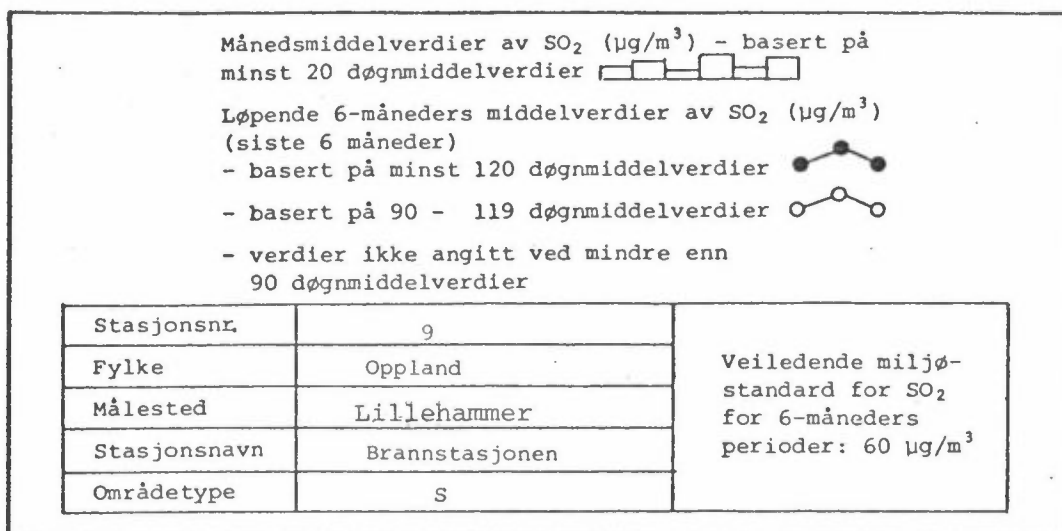 Månedsmiddelverdier av SO₂ (µg/m³) - basert på
minst 20 døgnmiddelverdier
Løpende 6-måneders middelverdier av SO₂ (µg/m³)
(siste 6 måneder)
- basert på minst 120 døgnmiddelverdier
- basert på 90 - 119 døgnmiddelverdier
- verdier ikke angitt ved mindre enn
90 døgnmiddelverdier
Stasjonsnr. 9
Fylke Oppland
Målested Lillehammer
Stasjonsnavn Brannstasjonen
Områdetype S
Veiledende miljø-
standard for SO₂
for 6-måneders
perioder: 60 µg/m³